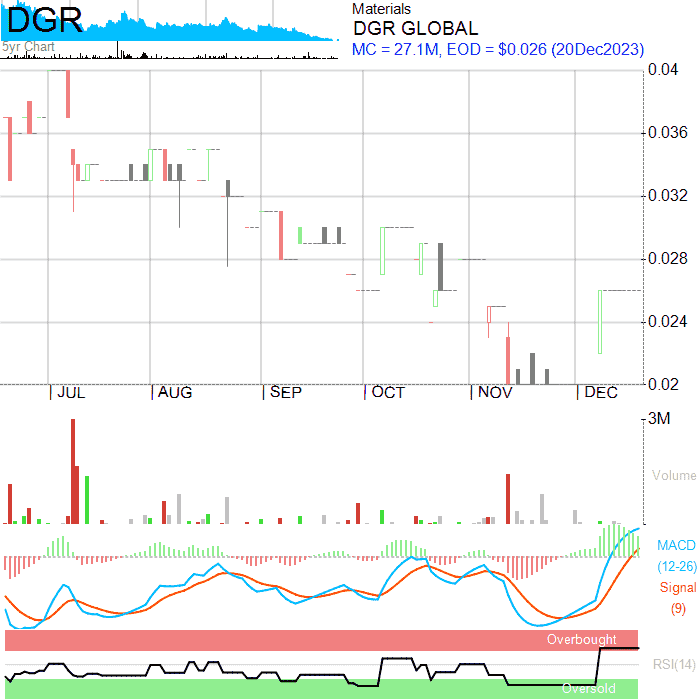 DGR
5yr Chart
Materials
DGR GLOBAL
MC = 27.1M, EOD = $0.026 (20Dec2023)
0.04
0.036
0.032
0.028
0.024
0.02
JUL AUG SEP OCT NOV DEC
3M
Volume
MACD
(12-26)
Signal
(9)
Overbought
RSI(14)
Oversold